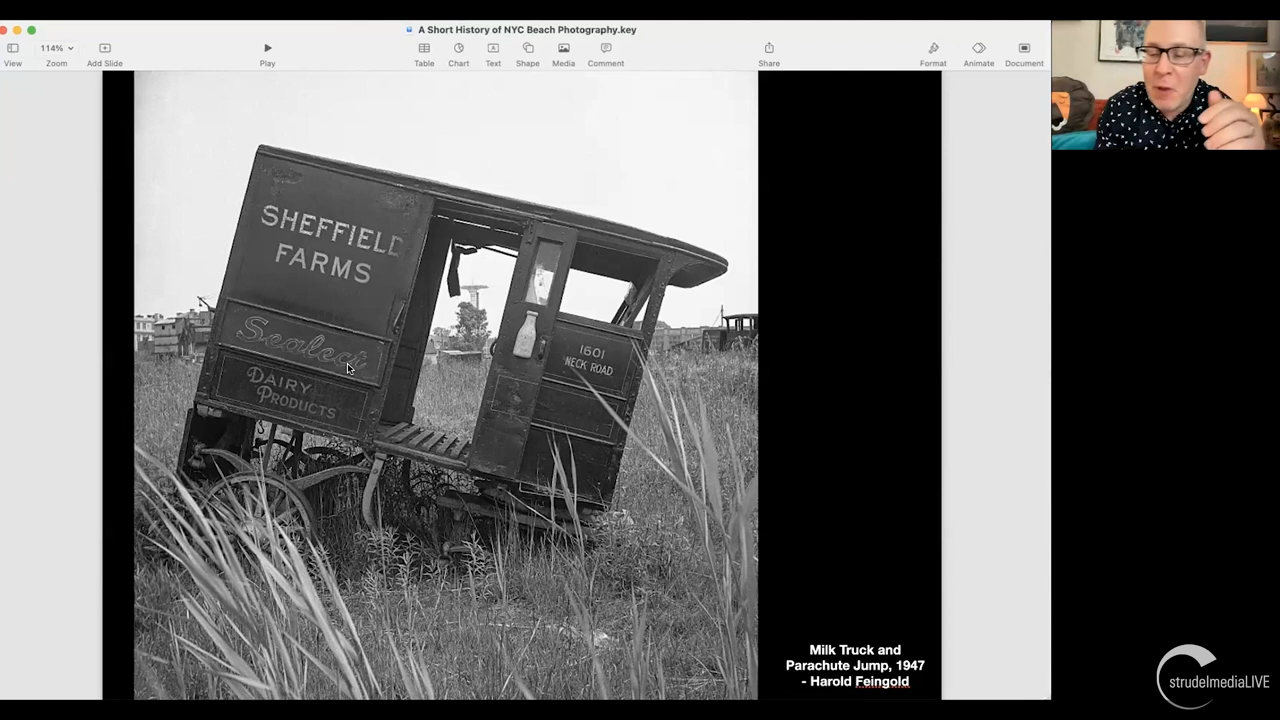 A Short History of NYC Beach Photography.key
114%
View
Zoom
Add Slide
Play
Table
Chart
Text
Shape
Media
Comment
Share
Format
Animate
Document
SHEFFIELD
FARMS
Sealect
DAIRY
PRODUCTS
1601
NECK ROAD
Milk Truck and
Parachute Jump, 1947
- Harold Feingold
strudelmediaLIVE